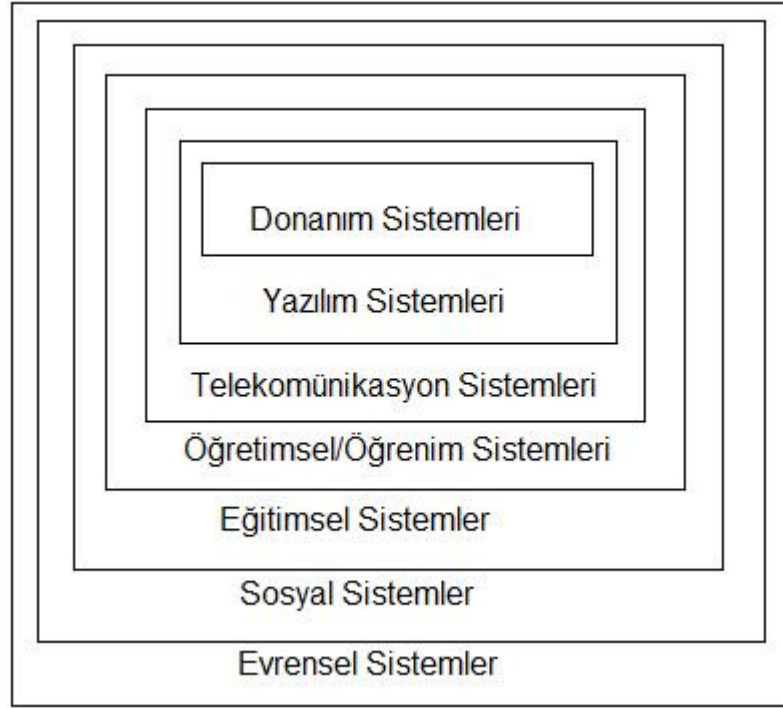 Donanım Sistemleri
Yazılım Sistemleri
Telekomünikasyon Sistemleri
Öğretimsel/Öğrenim Sistemleri
Eğitimsel Sistemler
Sosyal Sistemler
Evrensel Sistemler